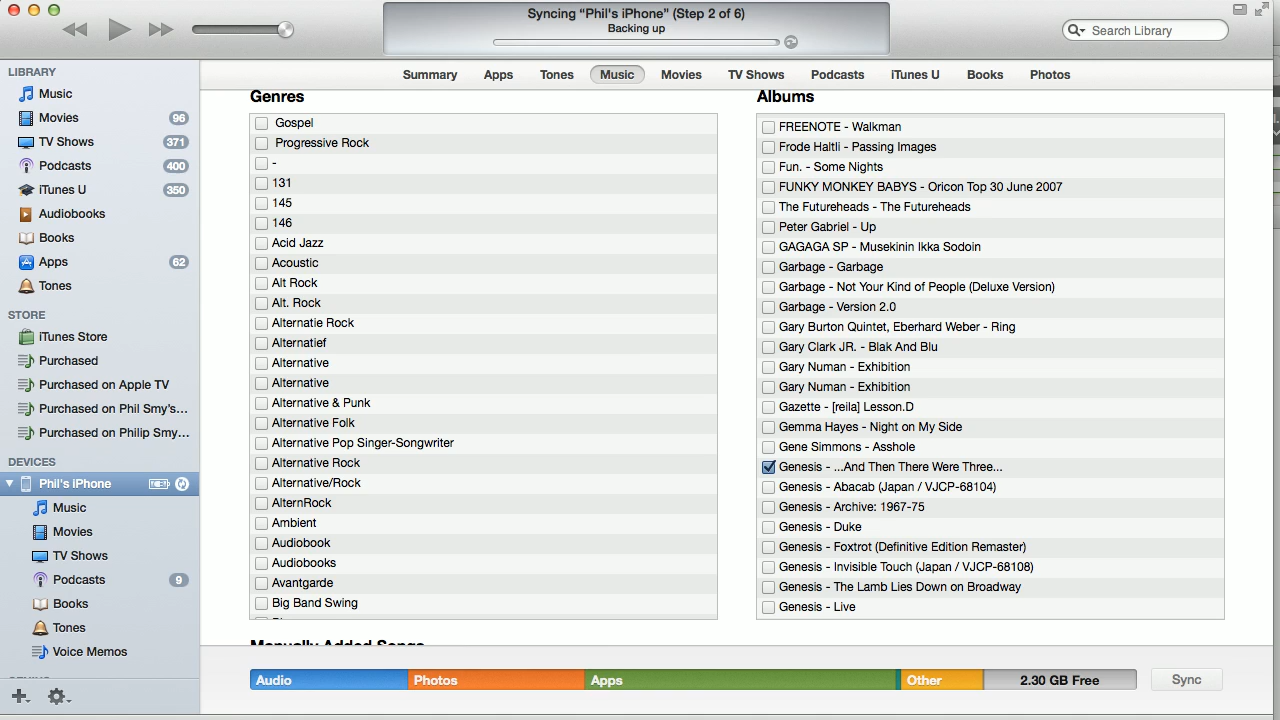 Syncing “Phil's iPhone” (Step 2 of 6)
Backing up
Search Library
Summary Apps Tones Music Movies TV Shows Podcasts iTunes U Books Photos
LIBRARY
Music
Movies 96
TV Shows 371
Podcasts 400
iTunes U 350
Audiobooks
Books
Apps 62
Tones
STORE
iTunes Store
Purchased
Purchased on Apple TV
Purchased on Phil Smy's...
Purchased on Philip Smy...
DEVICES
Phil's iPhone
Music
Movies
TV Shows
Podcasts 9
Books
Tones
Voice Memos
Genres
Gospel
Progressive Rock
-
131
145
146
Acid Jazz
Acoustic
Alt Rock
Alt. Rock
Alternatie Rock
Alternatief
Alternative
Alternative
Alternative & Punk
Alternative Folk
Alternative Pop Singer-Songwriter
Alternative Rock
Alternative/Rock
AlternRock
Ambient
Audiobook
Audiobooks
Avantgarde
Big Band Swing
Albums
FREENOTE - Walkman
Frode Haltli - Passing Images
Fun. - Some Nights
FUNKY MONKEY BABYS - Oricon Top 30 June 2007
The Futureheads - The Futureheads
Peter Gabriel - Up
GAGAGA SP - Musekinin Ikka Sodoin
Garbage - Garbage
Garbage - Not Your Kind of People (Deluxe Version)
Garbage - Version 2.0
Gary Burton Quintet, Eberhard Weber - Ring
Gary Clark JR. - Blak And Blu
Gary Numan - Exhibition
Gary Numan - Exhibition
Gazette - [reila] Lesson.D
Gemma Hayes - Night on My Side
Gene Simmons - Asshole
Genesis - ...And Then There Were Three...
Genesis - Abacab (Japan / VJCP-68104)
Genesis - Archive: 1967-75
Genesis - Duke
Genesis - Foxtrot (Definitive Edition Remaster)
Genesis - Invisible Touch (Japan / VJCP-68108)
Genesis - The Lamb Lies Down on Broadway
Genesis - Live
Manually Added Songs
Audio Photos Apps Other 2.30 GB Free Sync